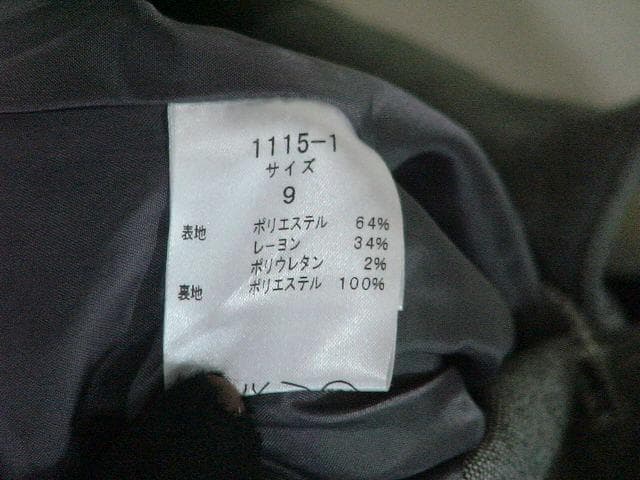 1115-1
サイズ
9
表地 ポリエステル 64%
レーヨン 34%
ポリウレタン 2%
裏地 ポリエステル 100%